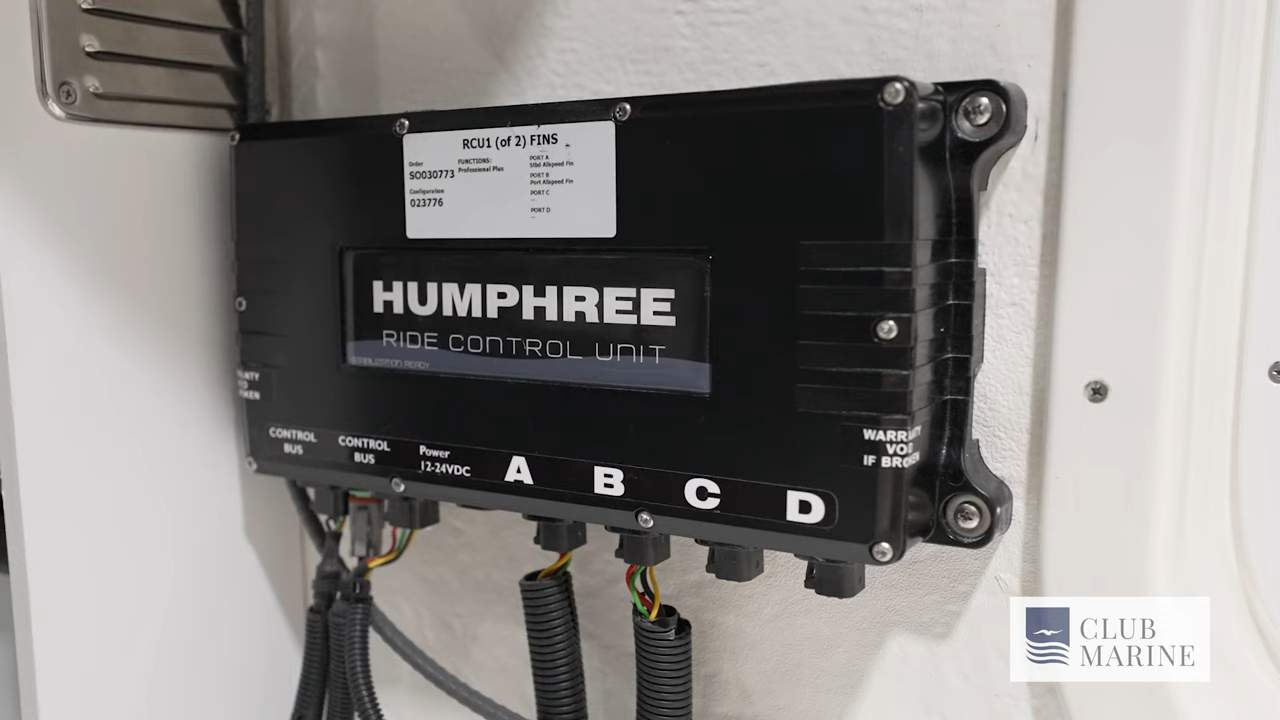 RCU1 (of 2) FINS
Order
SO030773
Configuration
023776
FUNCTIONS:
Professional Plus
PORT A
Stbd Allspeed Fin
PORT B
Port Allspeed Fin
PORT C
--
PORT D
--
HUMPHREE
RIDE CONTROL UNIT
STABILIZATION READY
CONTROL
BUS
CONTROL
BUS
Power
12-24VDC
A
B
C
D
WARRANTY
VOID
IF BROKEN
CLUB
MARINE